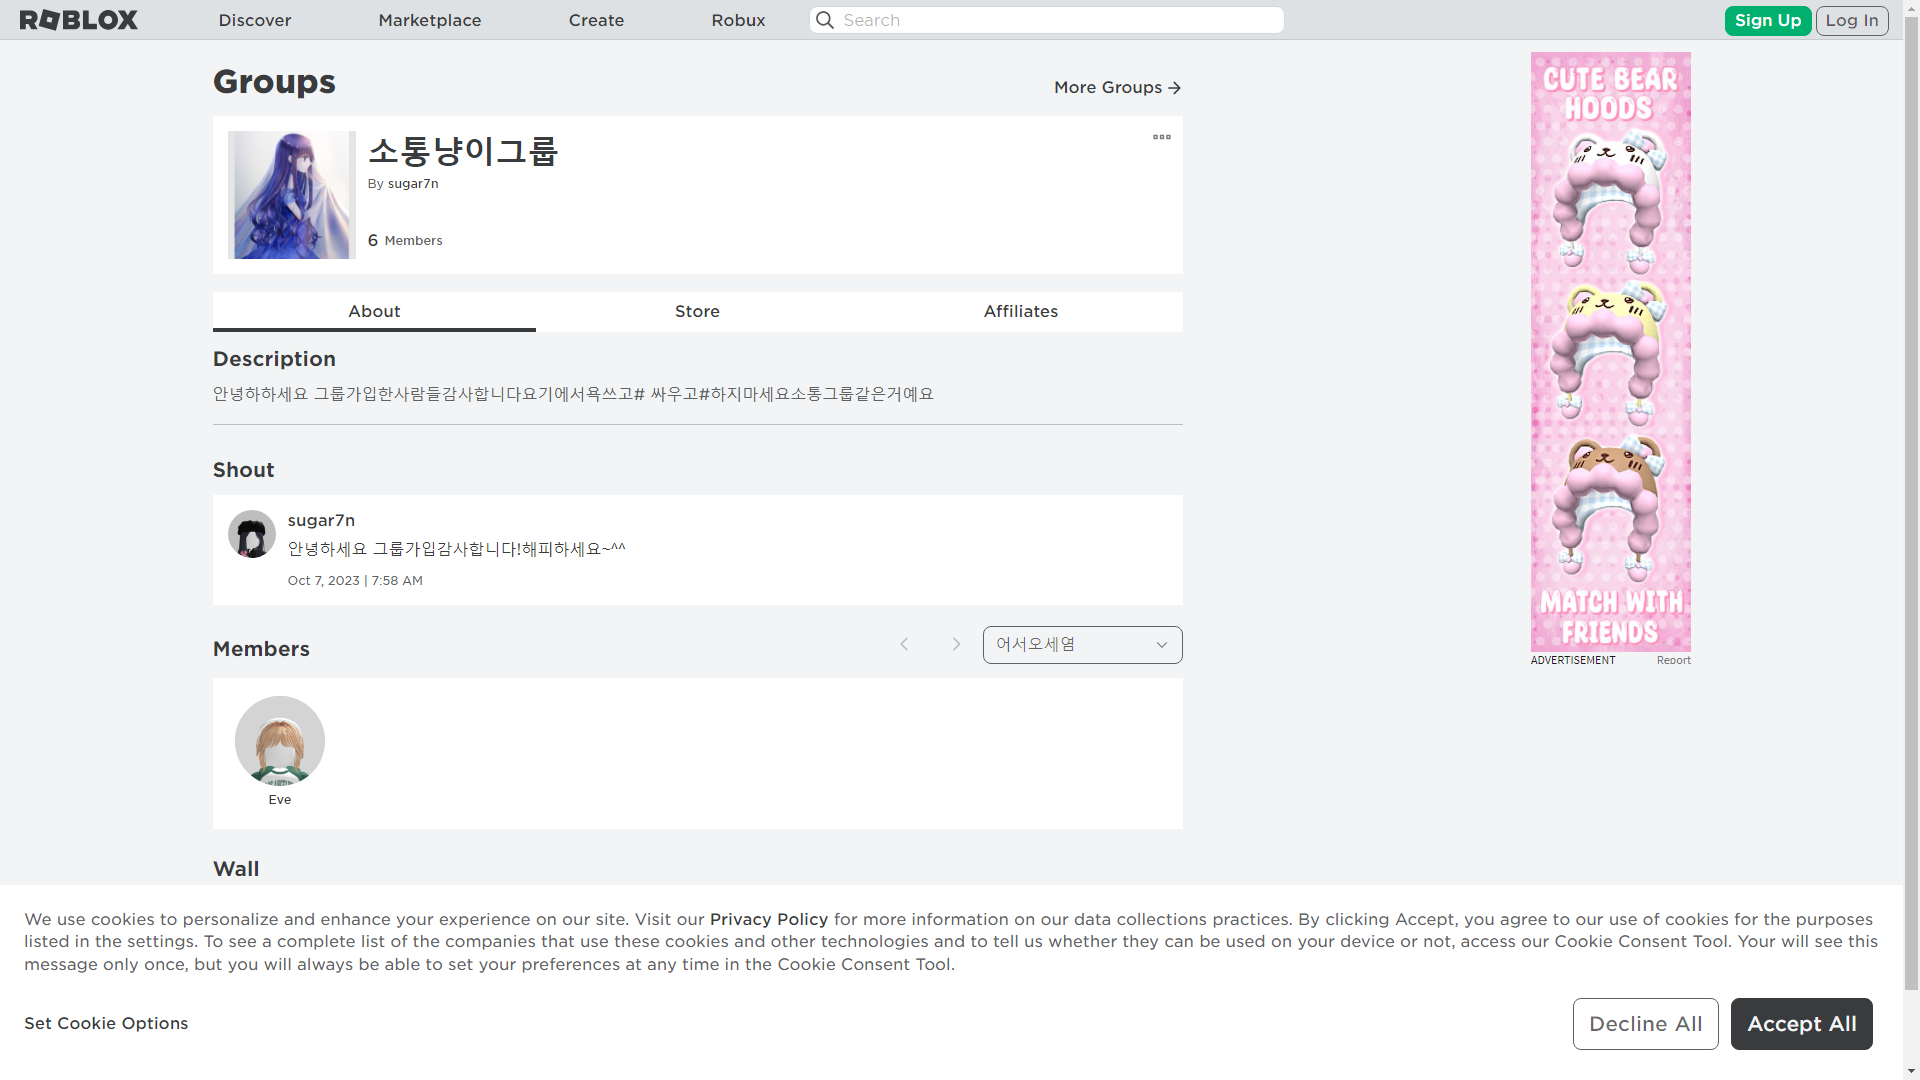 ROBLOX
Discover
Marketplace
Create
Robux
Search
Sign Up
Log In
Groups
More Groups
소통냥이그룹
By sugar7n
6 Members
About
Store
Affiliates
Description
안녕하하세요 그룹가입한사람들감사합니다요기에서욕쓰고# 싸우고#하지마세요소통그룹같은거예요
Shout
sugar7n
안녕하세요 그룹가입감사합니다!해피하세요~^^
Oct 7, 2023 | 7:58 AM
Members
어서오세염
Eve
Wall
CUTE BEAR
HOODS
MATCH WITH
FRIENDS
ADVERTISEMENT
Report
We use cookies to personalize and enhance your experience on our site. Visit our Privacy Policy for more information on our data collections practices. By clicking Accept, you agree to our use of cookies for the purposes
listed in the settings. To see a complete list of the companies that use these cookies and other technologies and to tell us whether they can be used on your device or not, access our Cookie Consent Tool. Your will see this
message only once, but you will always be able to set your preferences at any time in the Cookie Consent Tool.
Set Cookie Options
Decline All
Accept All